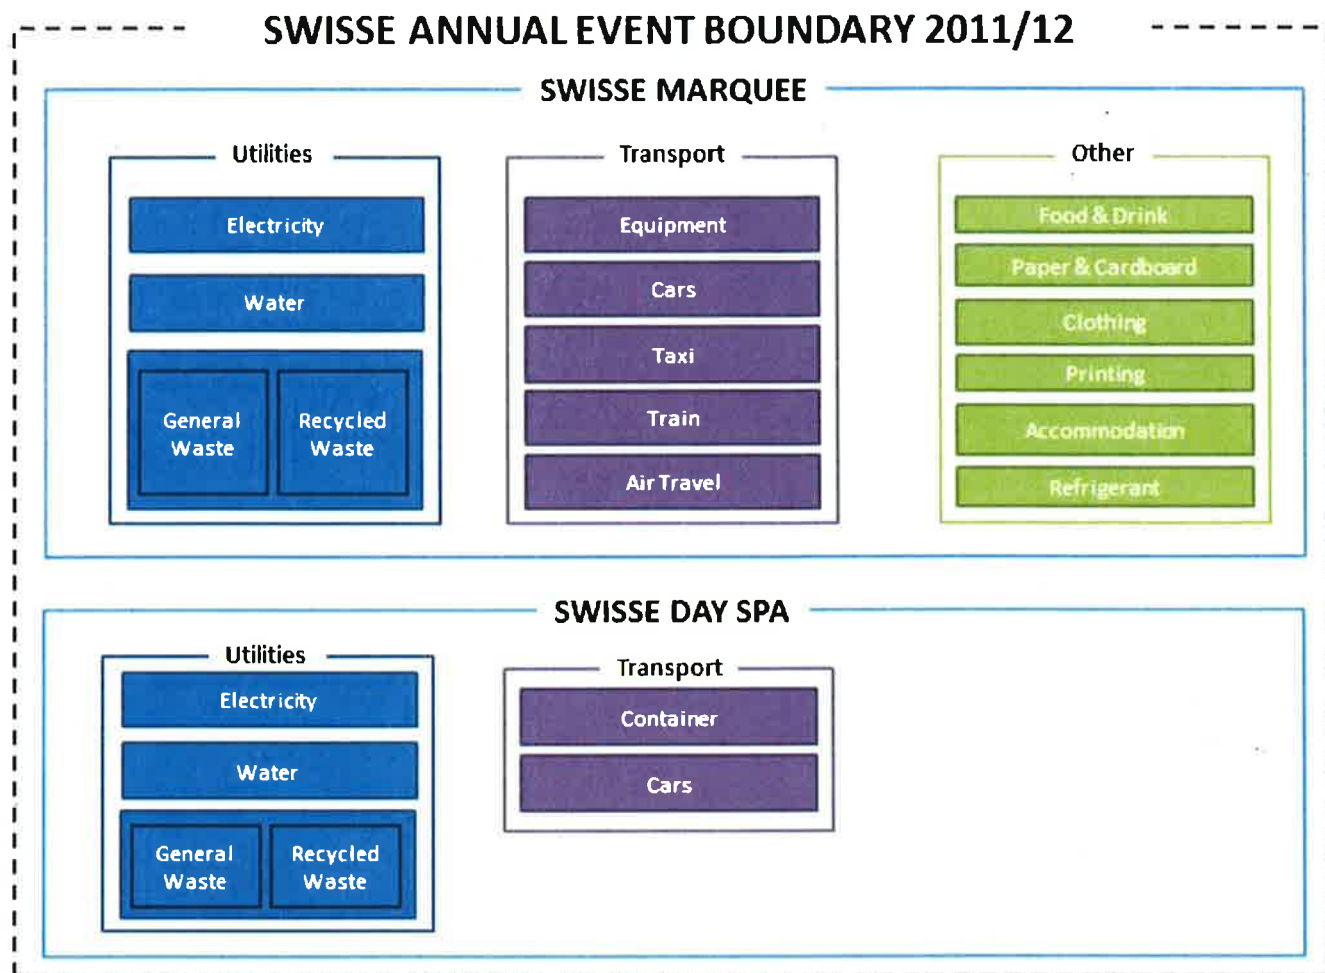 SWISSE ANNUAL EVENT BOUNDARY 2011/12
SWISSE MARQUEE
Utilities
Electricity
Water
General
Waste
Recycled
Waste
Transport
Equipment
Cars
Taxi
Train
Air Travel
Other
Food & Drink
Paper & Cardboard
Clothing
Printing
Accommodation
Refrigerant
SWISSE DAY SPA
Utilities
Electricity
Water
General
Waste
Recycled
Waste
Transport
Container
Cars